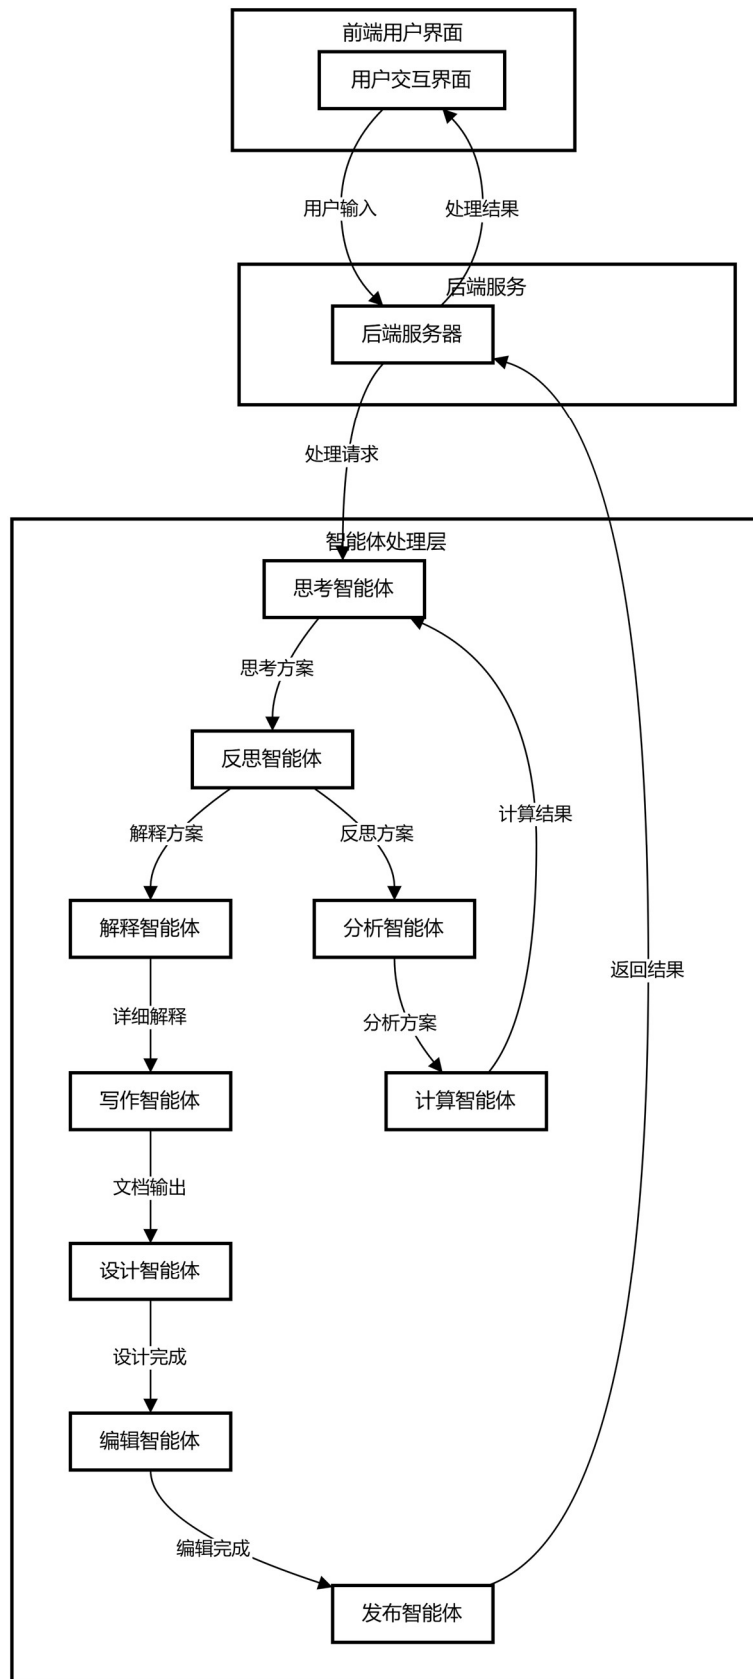 前端用户界面
用户交互界面
用户输入
处理结果
后端服务
后端服务器
处理请求
智能体处理层
思考智能体
思考方案
反思智能体
计算结果
解释方案
反思方案
解释智能体
分析智能体
返回结果
详细解释
分析方案
写作智能体
计算智能体
文档输出
设计智能体
设计完成
编辑智能体
编辑完成
发布智能体